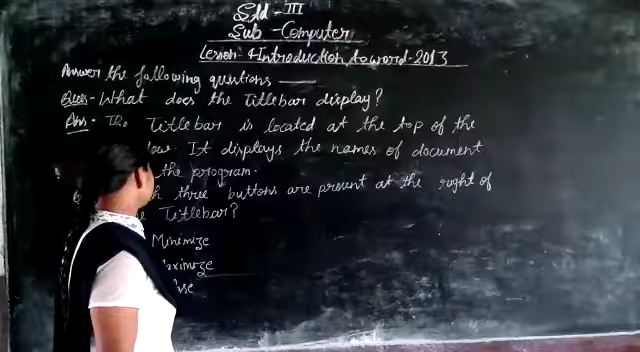 Std - III
Sub - Computer
Lesson - 4 Introduction to word - 2013
Answer the following questions
Ques - What does the Titlebar display?
Ans - The Titlebar is located at the top of the
It displays the names of document
the program.
three buttons are present at the right of
Titlebar?
Minimize